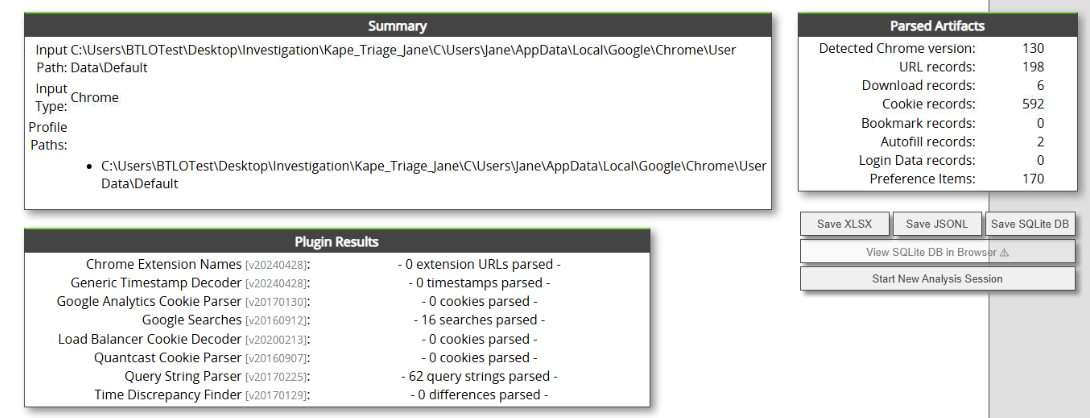 Summary
Input C:\Users\BTLOTest\Desktop\Investigation\Kape_Triage_Jane\C\Users\Jane\AppData\Local\Google\Chrome\User
Path: Data\Default
Input
Type: Chrome
Profile
Paths:
• C:\Users\BTLOTest\Desktop\Investigation\Kape_Triage_Jane\C\Users\Jane\AppData\Local\Google\Chrome\User
Data\Default
Parsed Artifacts
Detected Chrome version: 130
URL records: 198
Download records: 6
Cookie records: 592
Bookmark records: 0
Autofill records: 2
Login Data records: 0
Preference Items: 170
Save XLSX Save JSONL Save SQLite DB
View SQLite DB in Browser ⚠
Start New Analysis Session
Plugin Results
Chrome Extension Names [v20240428]: - 0 extension URLs parsed -
Generic Timestamp Decoder [v20240428]: - 0 timestamps parsed -
Google Analytics Cookie Parser [v20170130]: - 0 cookies parsed -
Google Searches [v20160912]: - 16 searches parsed -
Load Balancer Cookie Decoder [v20200213]: - 0 cookies parsed -
Quantcast Cookie Parser [v20160907]: - 0 cookies parsed -
Query String Parser [v20170225]: - 62 query strings parsed -
Time Discrepancy Finder [v20170129]: - 0 differences parsed -